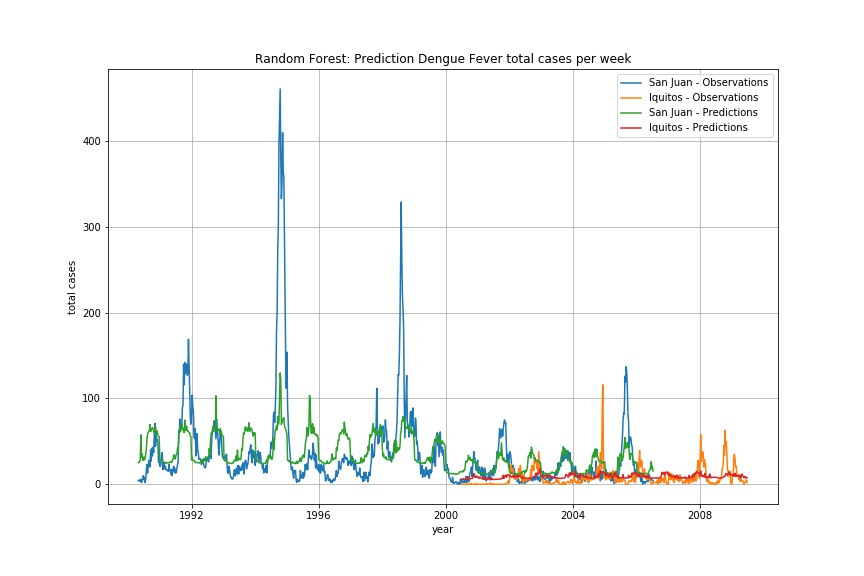 Random Forest: Prediction Dengue Fever total cases per week
San Juan - Observations
Iquitos - Observations
San Juan - Predictions
Iquitos - Predictions
total cases
400
300
200
100
0
1992 1996 2000 2004 2008
year